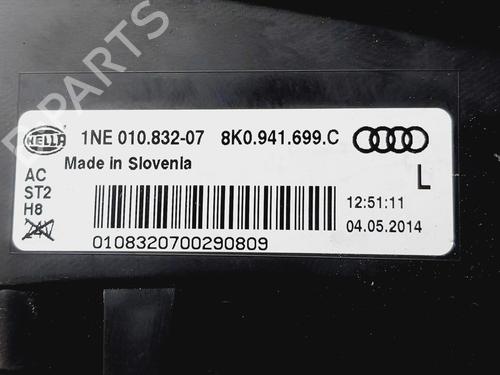 HELLA 1NE 010.832-07 8K0.941.699.C
Made in Slovenia
AC
ST2
H8
24V
L
12:51:11
04.05.2014
0108320700290809
B-PARTS